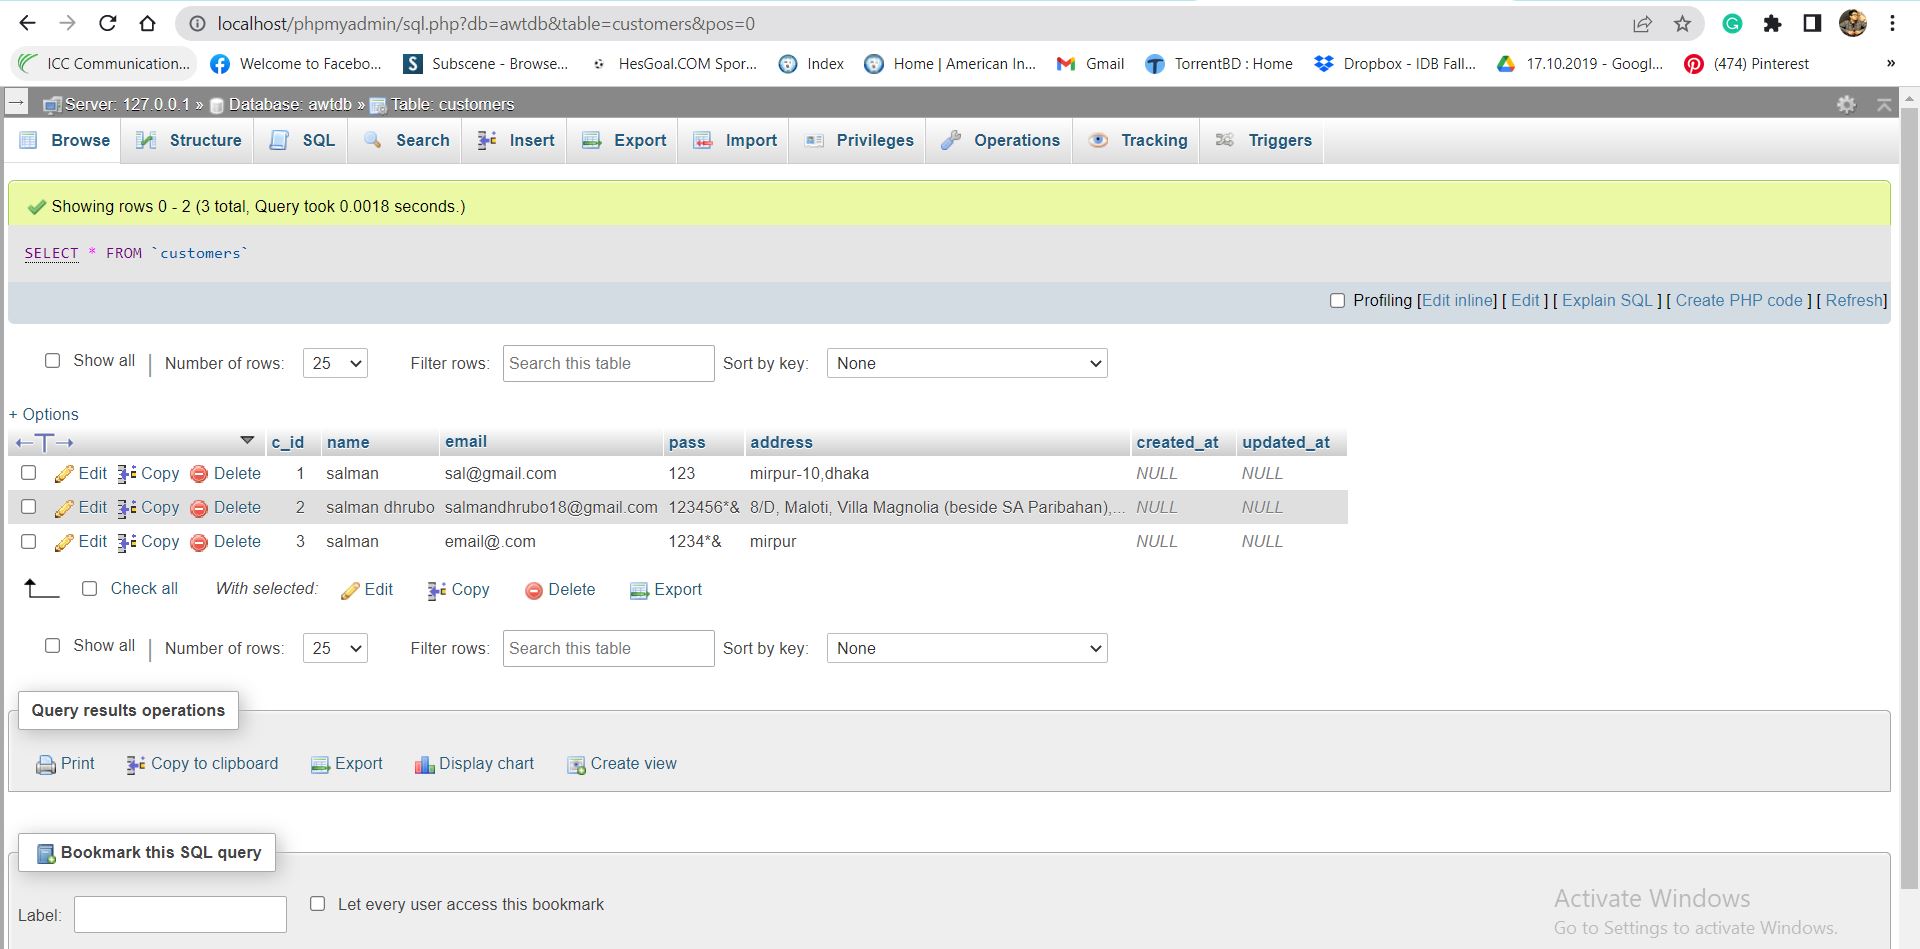 localhost/phpmyadmin/sql.php?db=awtdb&table=customers&pos=0
ICC Communication... Welcome to Facebo... Subscene - Browse... HesGoal.COM Spor... Index Home | American In... Gmail TorrentBD : Home Dropbox - IDB Fall... 17.10.2019 - Googl... (474) Pinterest »
Server: 127.0.0.1 » Database: awtdb » Table: customers
Browse Structure SQL Search Insert Export Import Privileges Operations Tracking Triggers
Showing rows 0 - 2 (3 total, Query took 0.0018 seconds.)
SELECT * FROM `customers`
Profiling [Edit inline] [ Edit ] [ Explain SQL ] [ Create PHP code ] [ Refresh]
Show all | Number of rows: 25 Filter rows: Search this table Sort by key: None
+ Options
←T→ c_id name email pass address created_at updated_at
Edit Copy Delete 1 salman sal@gmail.com 123 mirpur-10,dhaka NULL NULL
Edit Copy Delete 2 salman dhrubo salmandhrubo18@gmail.com 123456*& 8/D, Maloti, Villa Magnolia (beside SA Paribahan),... NULL NULL
Edit Copy Delete 3 salman email@.com 1234*& mirpur NULL NULL
Check all With selected: Edit Copy Delete Export
Show all | Number of rows: 25 Filter rows: Search this table Sort by key: None
Query results operations
Print Copy to clipboard Export Display chart Create view
Bookmark this SQL query
Label: Let every user access this bookmark
Activate Windows
Go to Settings to activate Windows.